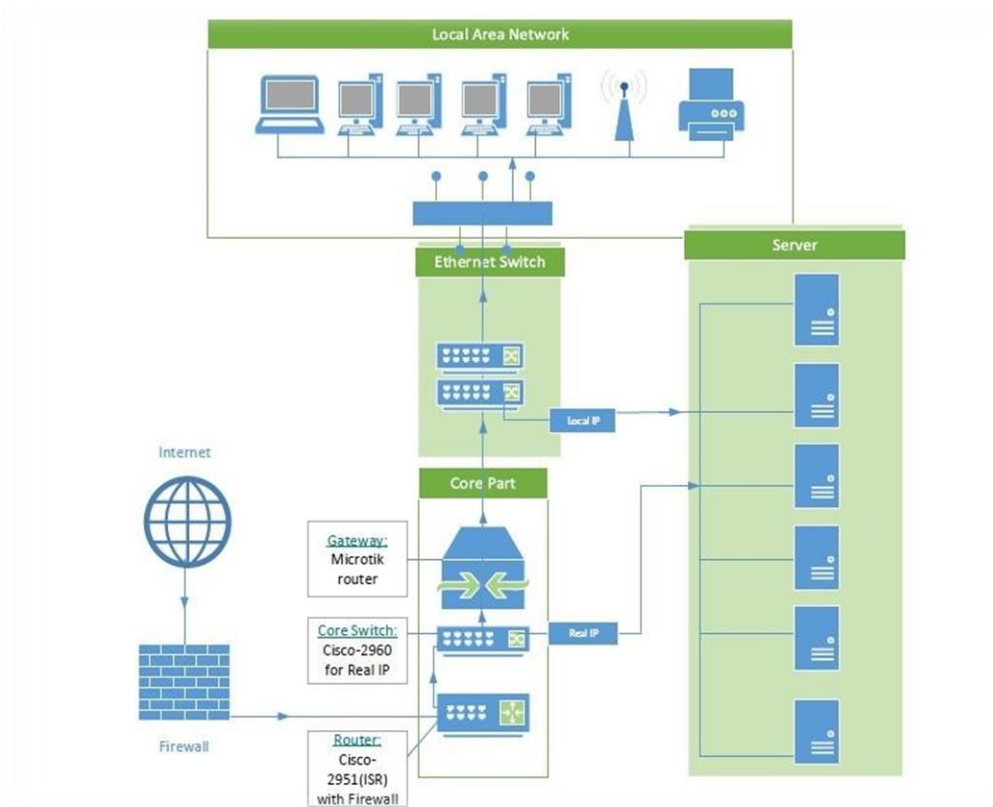 Local Area Network
Server
Ethernet Switch
Local IP
Internet
Core Part
Gateway:
Microtik
router
Core Switch:
Cisco-2960
for Real IP
Real IP
Firewall
Router:
Cisco-
2951(ISR)
with Firewall